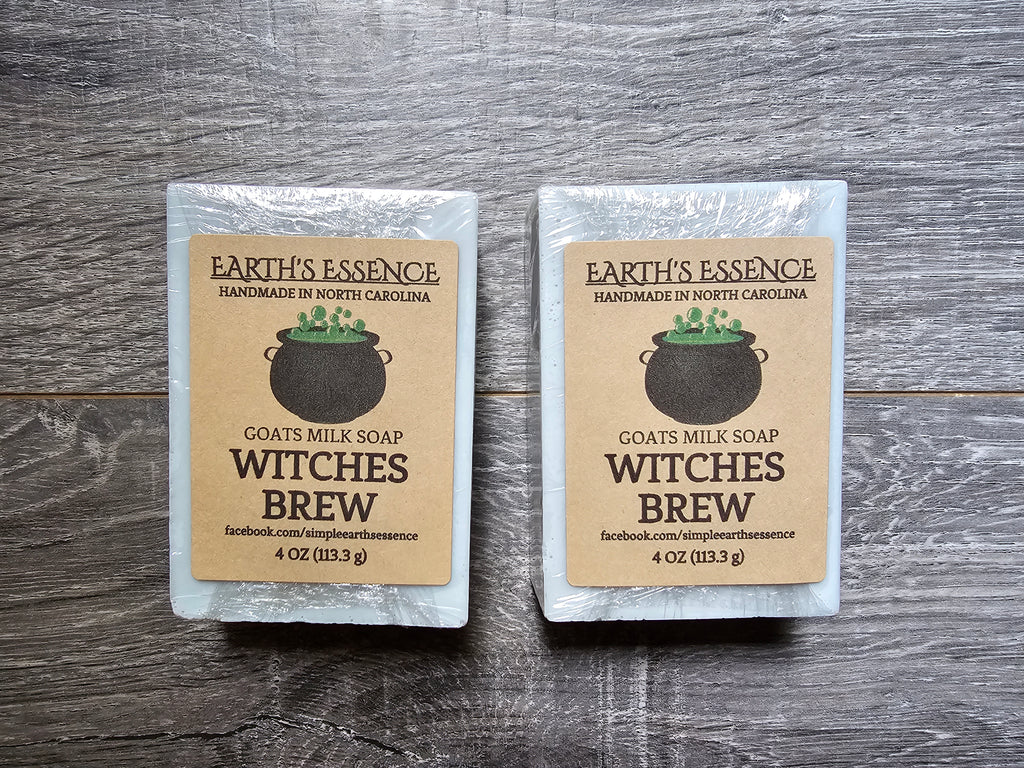 EARTH'S ESSENCE
HANDMADE IN NORTH CAROLINA
GOATS MILK SOAP
WITCHES
BREW
facebook.com/simpleearthsessence
4 OZ (113.3 g)
EARTH'S ESSENCE
HANDMADE IN NORTH CAROLINA
GOATS MILK SOAP
WITCHES
BREW
facebook.com/simpleearthsessence
4 OZ (113.3 g)